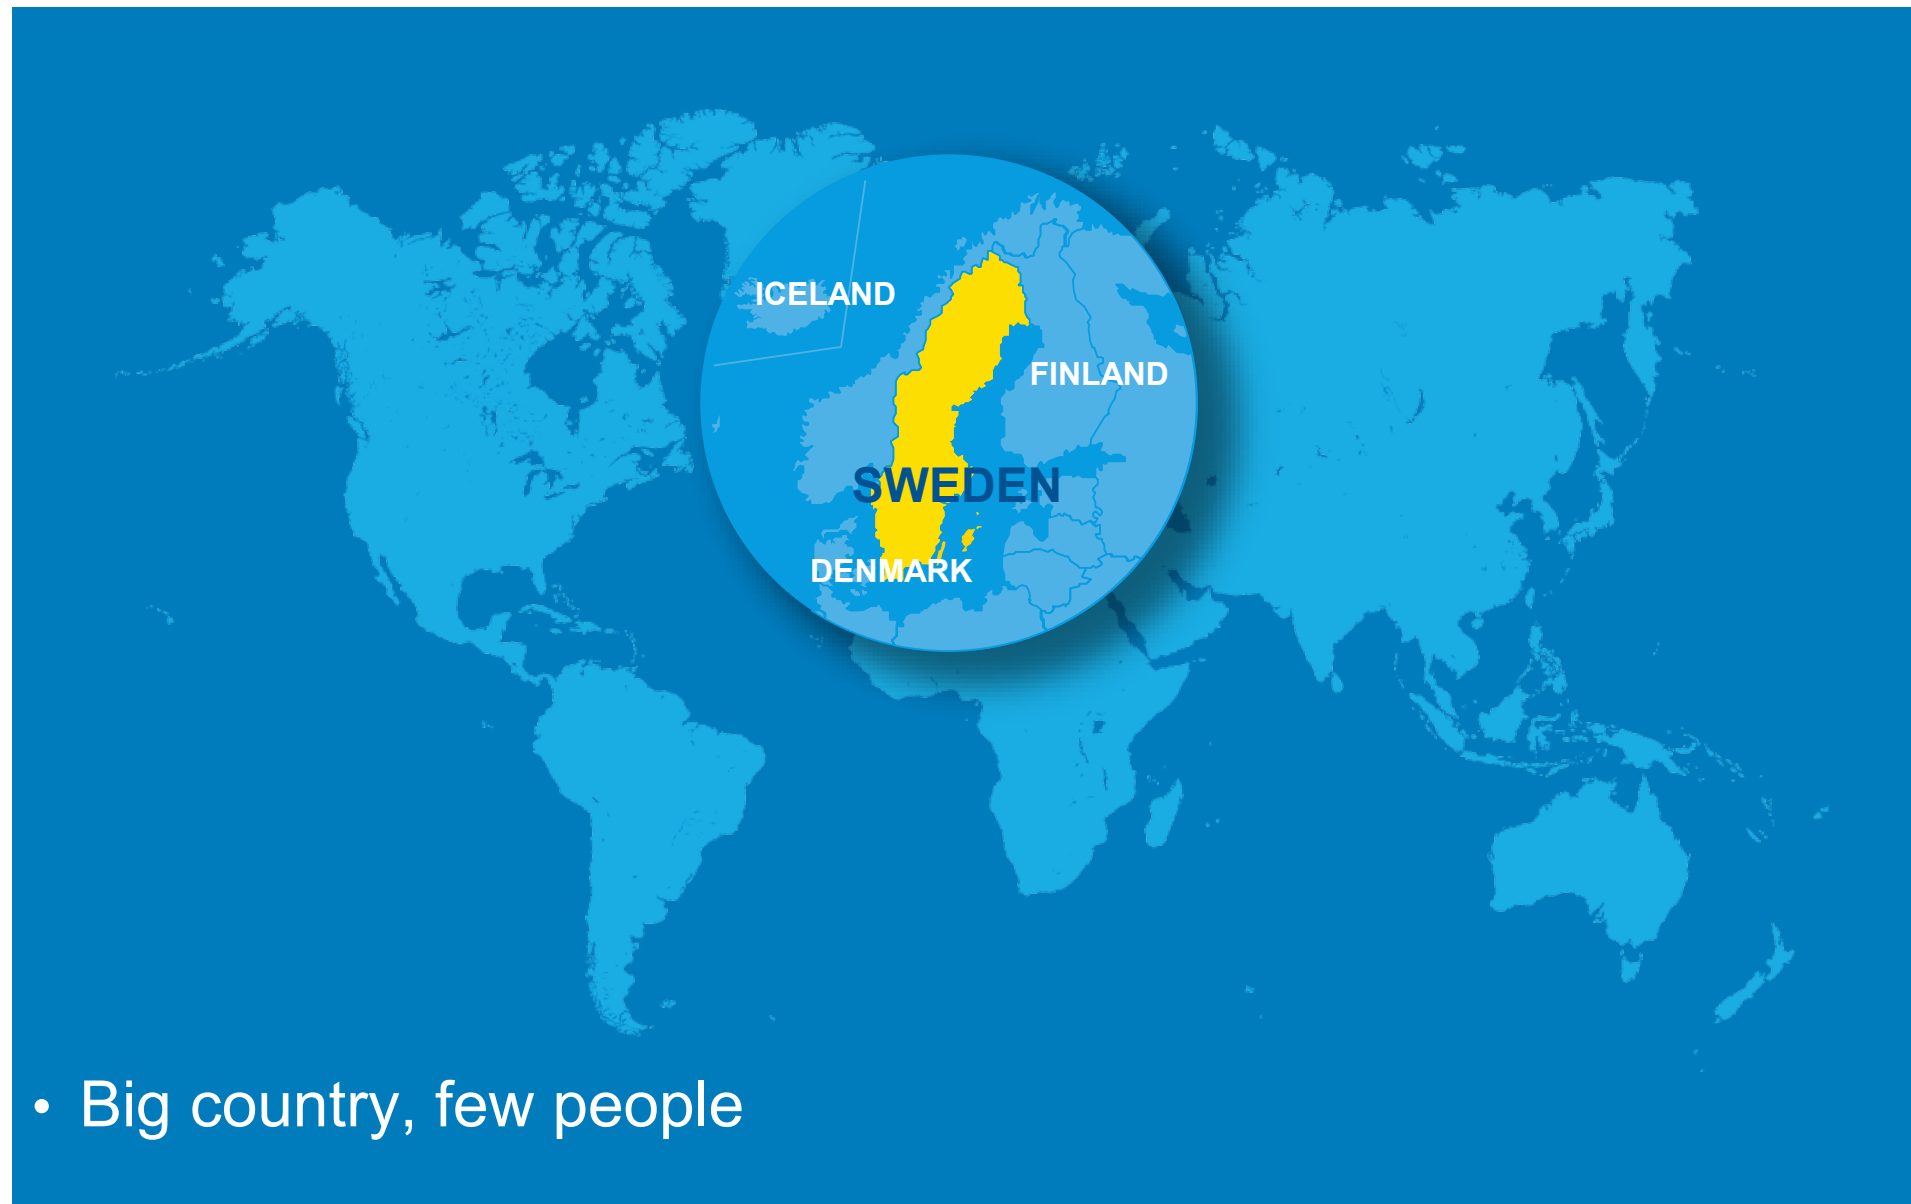 ICELAND
FINLAND
SWEDEN
DENMARK
• Big country, few people